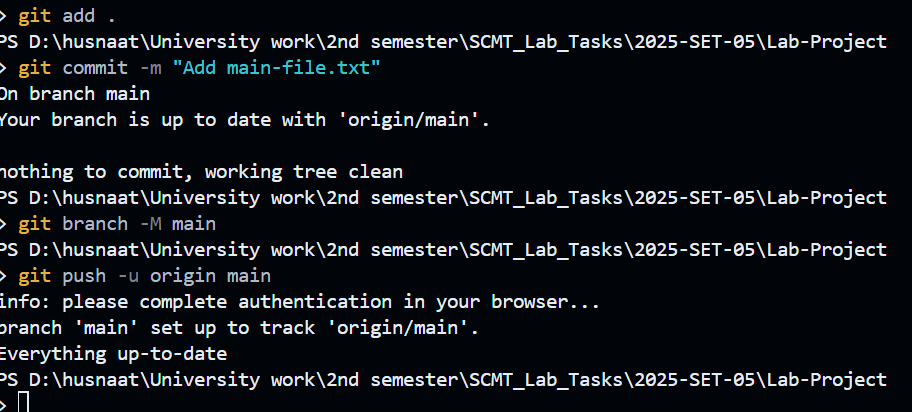 > git add .
PS D:\husnaat\University work\2nd semester\SCMT_Lab_Tasks\2025-SET-05\Lab-Project
> git commit -m "Add main-file.txt"
On branch main
Your branch is up to date with 'origin/main'.
nothing to commit, working tree clean
PS D:\husnaat\University work\2nd semester\SCMT_Lab_Tasks\2025-SET-05\Lab-Project
> git branch -M main
PS D:\husnaat\University work\2nd semester\SCMT_Lab_Tasks\2025-SET-05\Lab-Project
> git push -u origin main
info: please complete authentication in your browser...
branch 'main' set up to track 'origin/main'.
Everything up-to-date
PS D:\husnaat\University work\2nd semester\SCMT_Lab_Tasks\2025-SET-05\Lab-Project
>